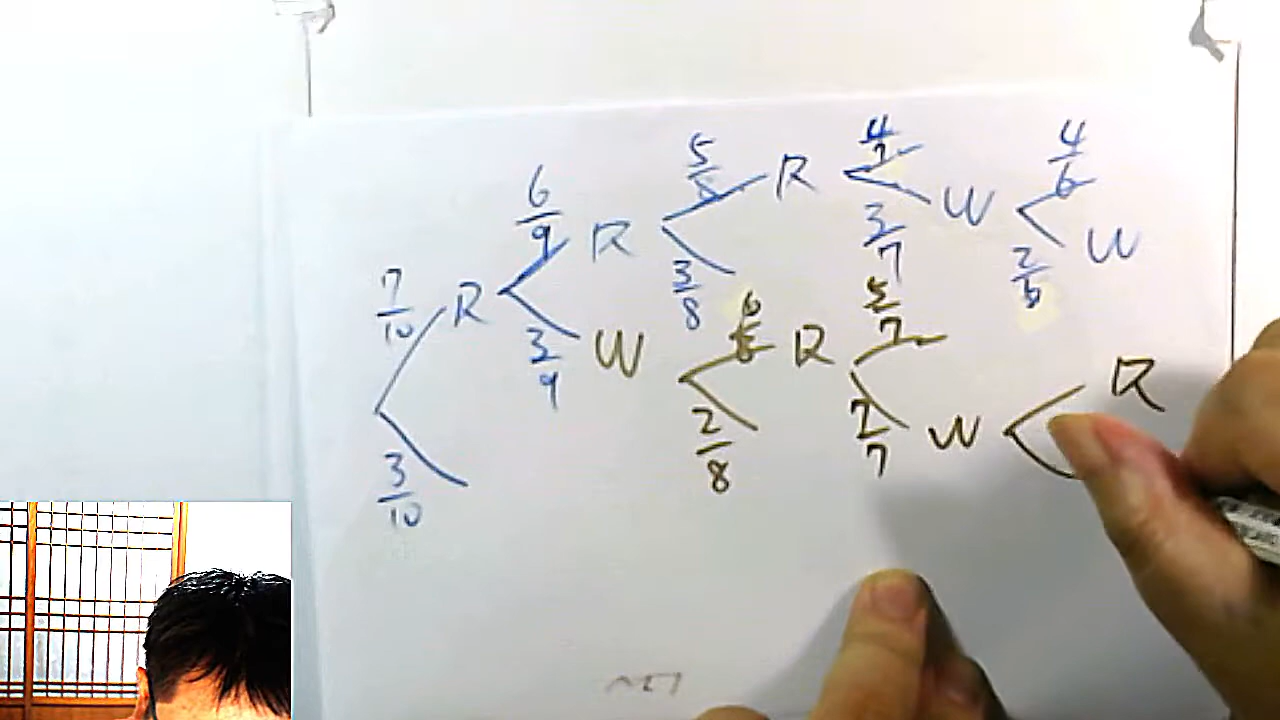 7/10 R 6/9 R 5/8 R 4/7 W 4/6
3/8 3/7 2/6 W
3/9 W 6/8 R 5/7 R
2/8 2/7 W
3/10